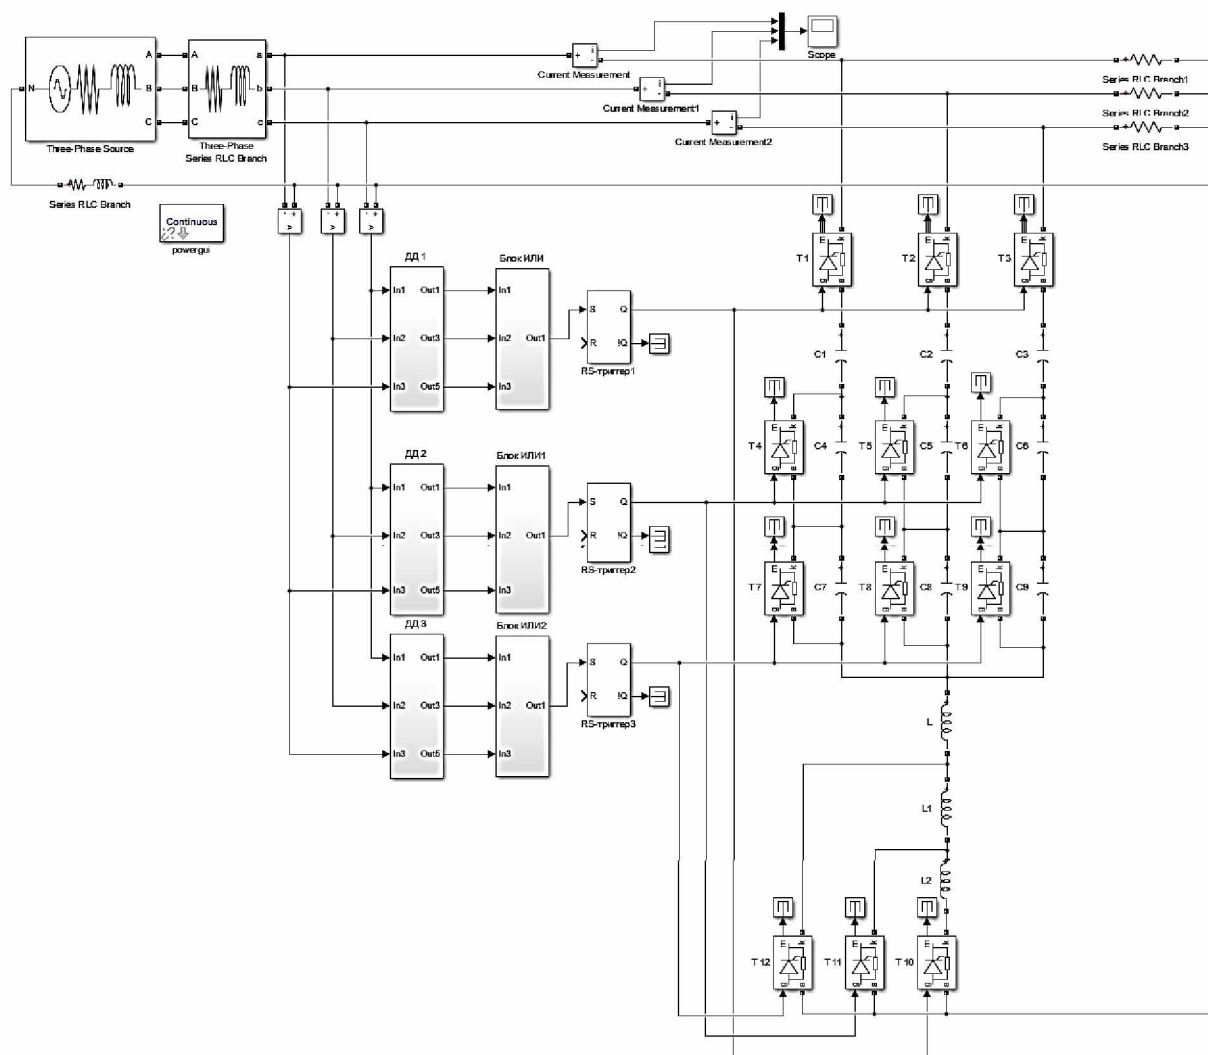 A
A
a
N
B
B
b
C
C
c
Three-Phase Source
Three-Phase
Series RLC Branch
Series RLC Branch
Continuous
powergui
Current Measurement
Current Measurement1
Current Measurement2
Scope
Series RLC Branch1
Series RLC Branch2
Series RLC Branch3
ДД 1
Блок ИЛИ
In1 Out1
In2 Out3
In3 Out5
In1
In2 Out1
In3
S Q
R !Q
RS-триггер1
ДД 2
Блок ИЛИ1
In1 Out1
In2 Out3
In3 Out5
In1
In2 Out1
In3
S Q
R !Q
RS-триггер2
ДД 3
Блок ИЛИ2
In1 Out1
In2 Out3
In3 Out5
In1
In2 Out1
In3
S Q
R !Q
RS-триггер3
T1
T2
T3
C1
C2
C3
T4
C4
T5
C5
T6
C6
T7
C7
T8
C8
T9
C9
L
L1
L2
T12
T11
T10